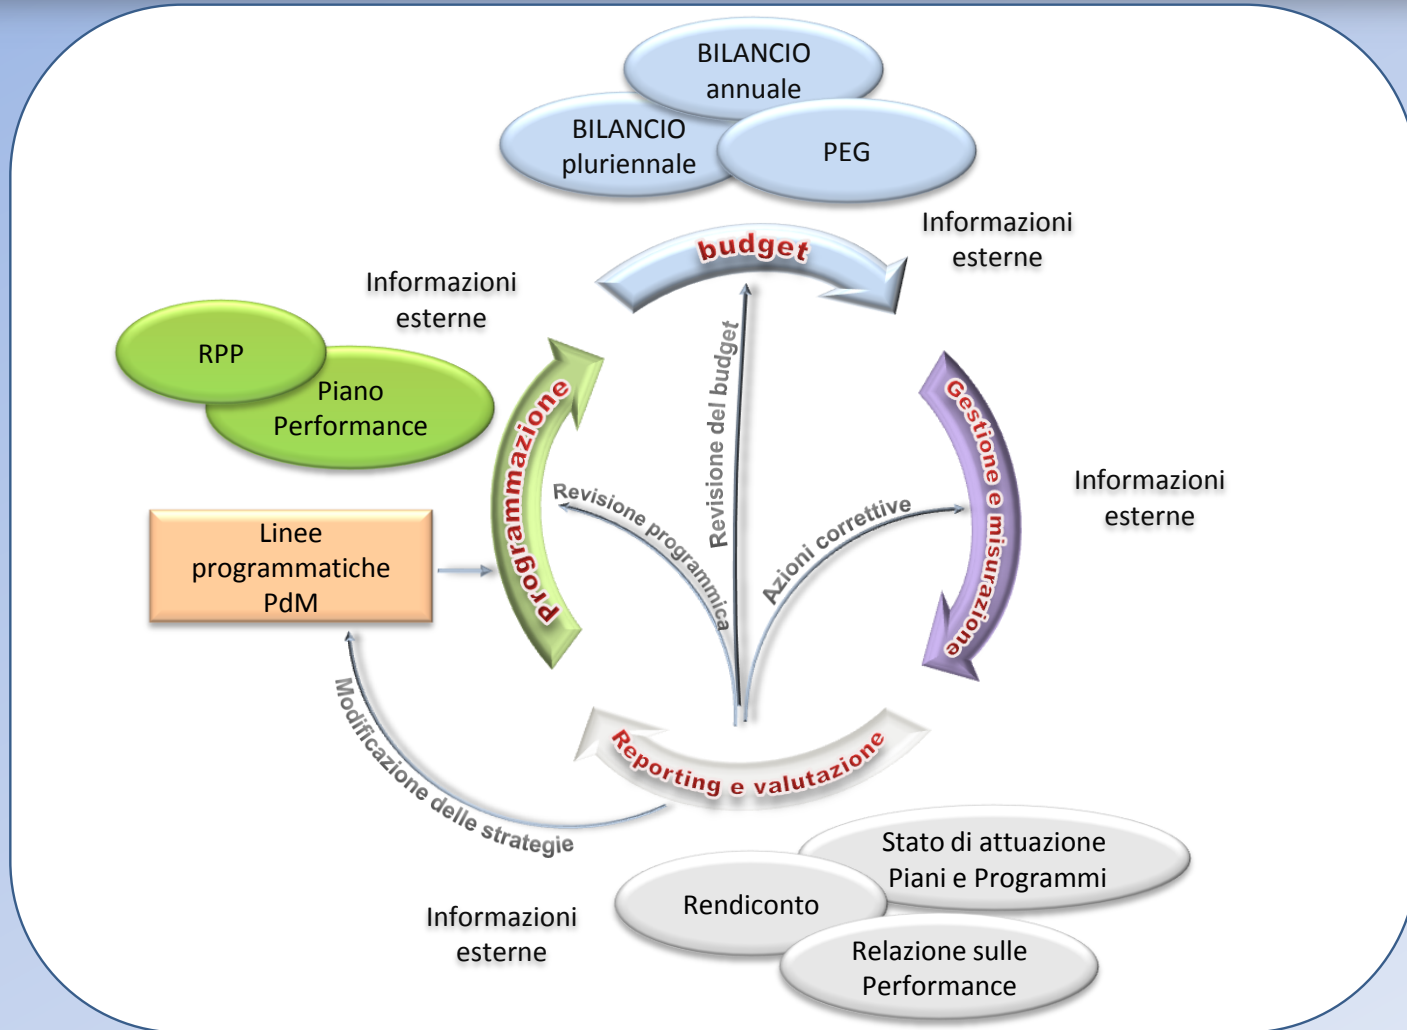 BILANCIO
annuale
BILANCIO
pluriennale
PEG
Informazioni
esterne
budget
Informazioni
esterne
RPP
Piano
Performance
Programmazione
Revisione del budget
Gestione e misurazione
Informazioni
esterne
Revisione programmica
Azioni correttive
Linee
programmatiche
PdM
Modificazione delle strategie
Reporting e valutazione
Stato di attuazione
Piani e Programmi
Rendiconto
Informazioni
esterne
Relazione sulle
Performance